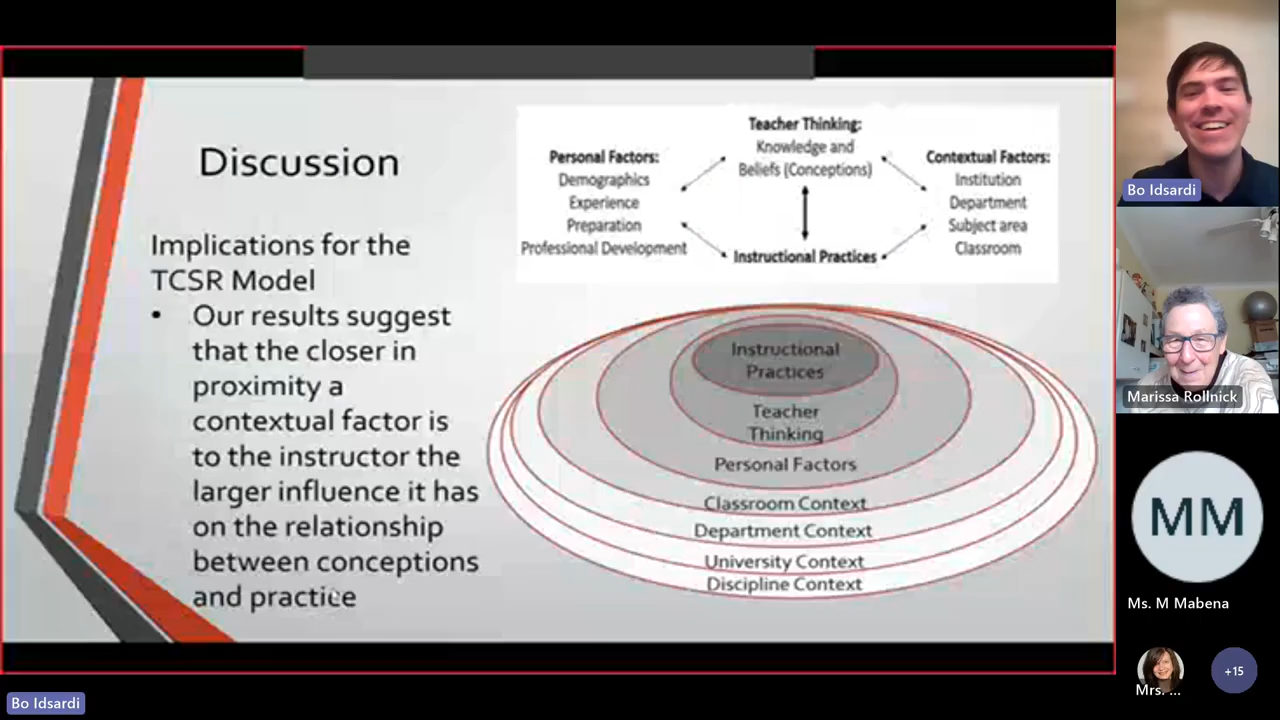 Discussion
Implications for the
TCSR Model
• Our results suggest
that the closer in
proximity a
contextual factor is
to the instructor the
larger influence it has
on the relationship
between conceptions
and practice
Teacher Thinking:
Knowledge and
Beliefs (Conceptions)
Personal Factors:
Demographics
Experience
Preparation
Professional Development
Contextual Factors:
Institution
Department
Subject area
Classroom
Instructional Practices
Instructional
Practices
Teacher
Thinking
Personal Factors
Classroom Context
Department Context
University Context
Discipline Context
Bo Idsardi
Marissa Rollnick
MM
Ms. M Mabena
Mrs. ...
+15
Bo Idsardi